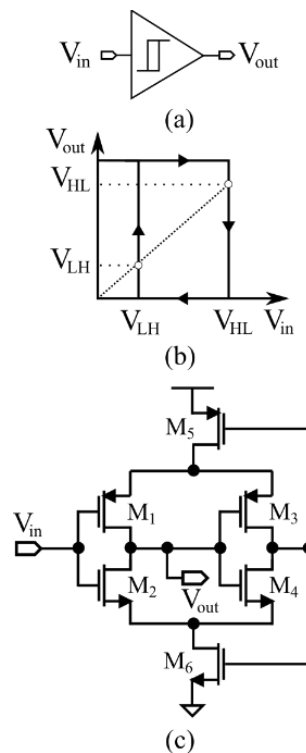 V_in V_out
(a)
V_out
V_HL
V_LH
V_LH V_HL V_in
(b)
M_5
M_1 M_3
V_in
M_2 M_4
V_out
M_6
(c)